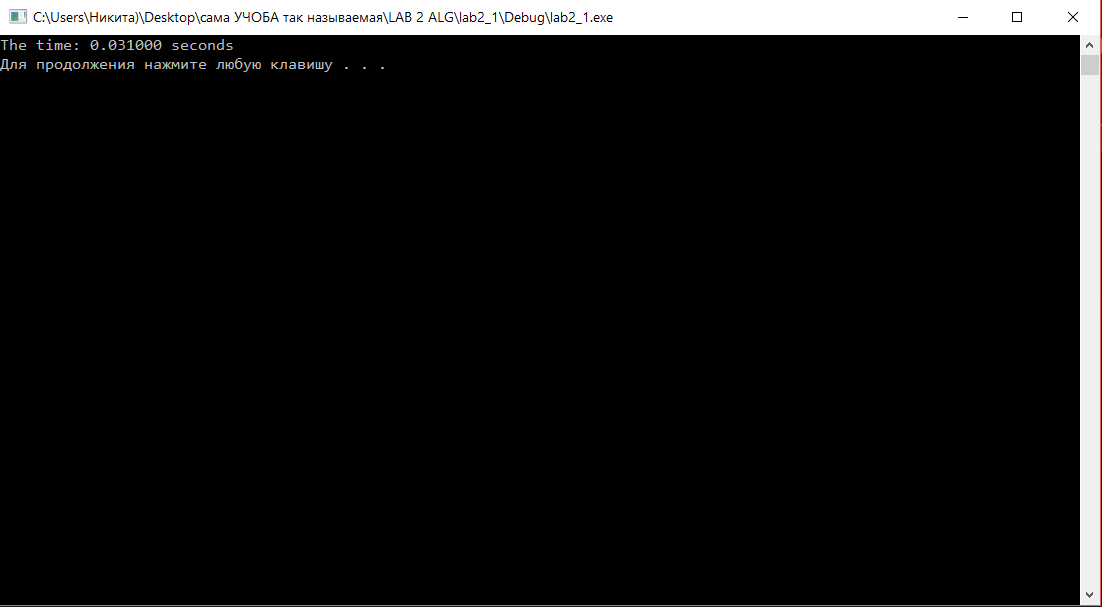 C:\Users\Никита)\Desktop\сама УЧОБА так называемая\LAB 2 ALG\lab2_1\Debug\lab2_1.exe
The time: 0.031000 seconds
Для продолжения нажмите любую клавишу . . .